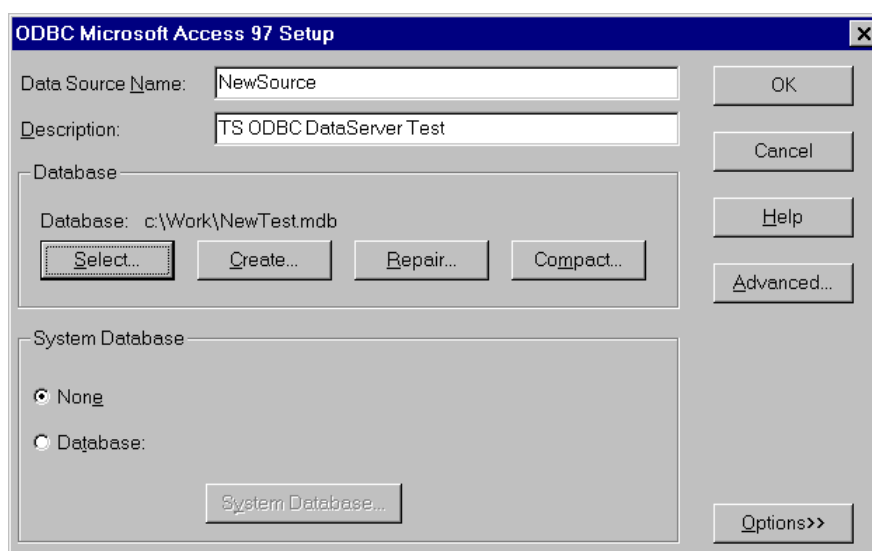 ODBC Microsoft Access 97 Setup
Data Source Name: NewSource
OK
Description: TS ODBC DataServer Test
Cancel
Database
Database: c:\Work\NewTest.mdb
Help
Select... Create... Repair... Compact...
Advanced...
System Database
None
Database:
System Database...
Options>>